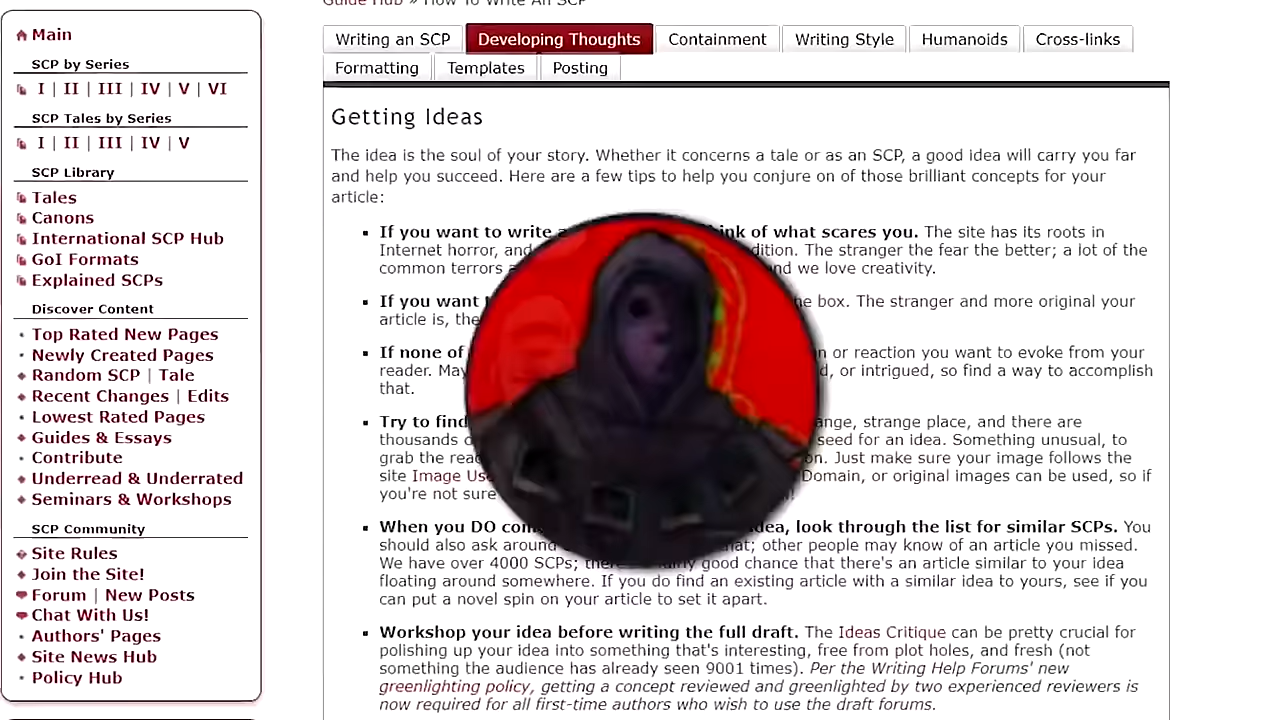 Guide Hub » How To Write An SCP
Main
SCP by Series
I | II | III | IV | V | VI
SCP Tales by Series
I | II | III | IV | V
SCP Library
Tales
Canons
International SCP Hub
GoI Formats
Explained SCPs
Discover Content
Top Rated New Pages
Newly Created Pages
Random SCP | Tale
Recent Changes | Edits
Lowest Rated Pages
Guides & Essays
Contribute
Underread & Underrated
Seminars & Workshops
SCP Community
Site Rules
Join the Site!
Forum | New Posts
Chat With Us!
Authors' Pages
Site News Hub
Policy Hub
Writing an SCP Developing Thoughts Containment Writing Style Humanoids Cross-links
Formatting Templates Posting
Getting Ideas
The idea is the soul of your story. Whether it concerns a tale or as an SCP, a good idea will carry you far
and help you succeed. Here are a few tips to help you conjure on of those brilliant concepts for your
article:
If you want to write a of what scares you. The site has its roots in
Internet horror, and The stranger the fear the better; a lot of the
common terrors we love creativity.
If you want box. The stranger and more original your
article is,
If none of or reaction you want to evoke from your
reader. or intrigued, so find a way to accomplish
that.
Try to find strange place, and there are
thousands seed for an idea. Something unusual, to
grab the Just make sure your image follows the
site Image Domain, or original images can be used, so if
you're not sure
When you DO look through the list for similar SCPs. You
should also ask around other people may know of an article you missed.
We have over 4000 SCPs; good chance that there's an article similar to your idea
floating around somewhere. If you do find an existing article with a similar idea to yours, see if you
can put a novel spin on your article to set it apart.
Workshop your idea before writing the full draft. The Ideas Critique can be pretty crucial for
polishing up your idea into something that's interesting, free from plot holes, and fresh (not
something the audience has already seen 9001 times). Per the Writing Help Forums' new
greenlighting policy, getting a concept reviewed and greenlighted by two experienced reviewers is
now required for all first-time authors who wish to use the draft forums.